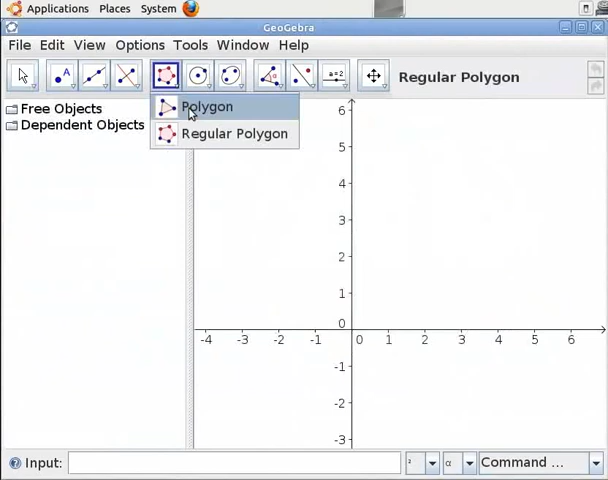 Applications Places System
GeoGebra
File Edit View Options Tools Window Help
A a=2 Regular Polygon
Free Objects
Dependent Objects
Polygon
Regular Polygon
6
5
4
3
2
1
0
-4 -3 -2 -1 0 1 2 3 4 5 6
-1
-2
-3
Input: ² α Command ...